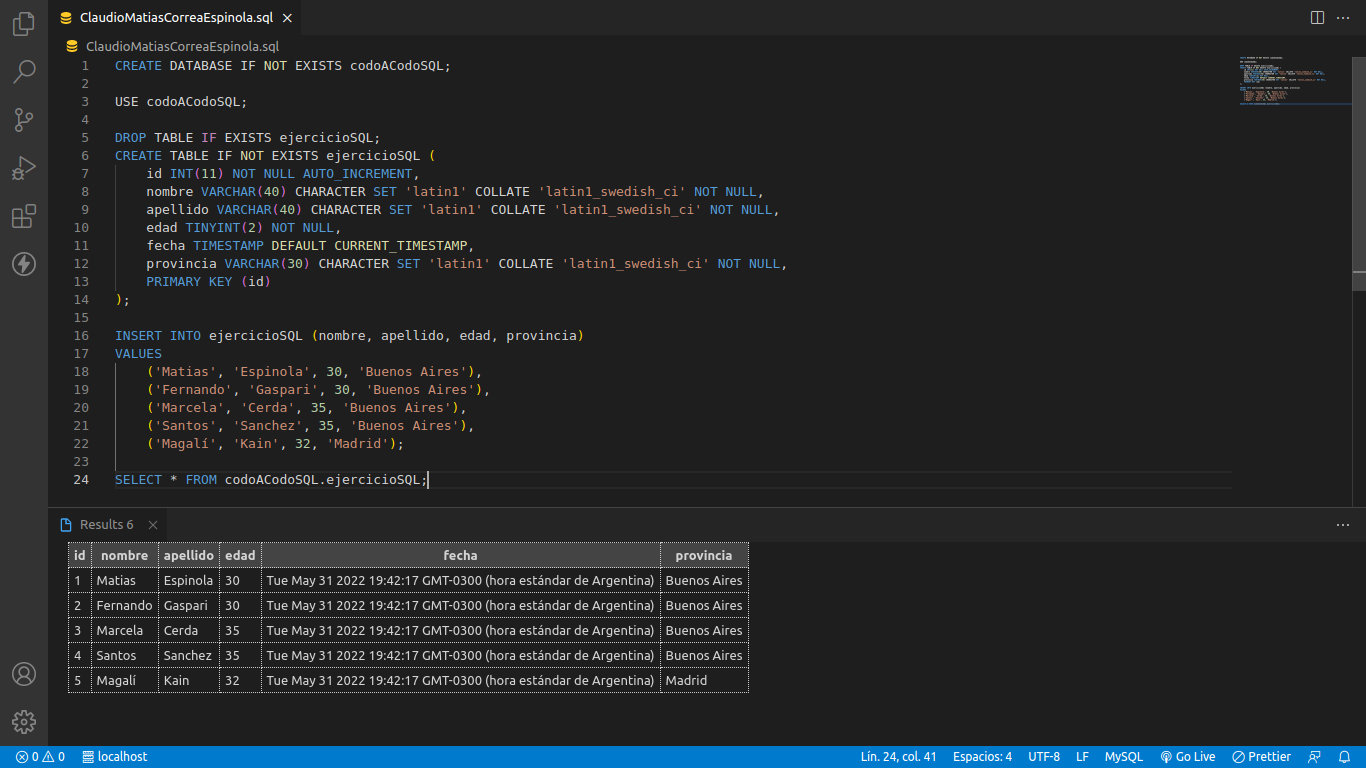 ClaudioMatiasCorreaEspinola.sql
ClaudioMatiasCorreaEspinola.sql
1 CREATE DATABASE IF NOT EXISTS codoACodoSQL;
2
3 USE codoACodoSQL;
4
5 DROP TABLE IF EXISTS ejercicioSQL;
6 CREATE TABLE IF NOT EXISTS ejercicioSQL (
7 id INT(11) NOT NULL AUTO_INCREMENT,
8 nombre VARCHAR(40) CHARACTER SET 'latin1' COLLATE 'latin1_swedish_ci' NOT NULL,
9 apellido VARCHAR(40) CHARACTER SET 'latin1' COLLATE 'latin1_swedish_ci' NOT NULL,
10 edad TINYINT(2) NOT NULL,
11 fecha TIMESTAMP DEFAULT CURRENT_TIMESTAMP,
12 provincia VARCHAR(30) CHARACTER SET 'latin1' COLLATE 'latin1_swedish_ci' NOT NULL,
13 PRIMARY KEY (id)
14 );
15
16 INSERT INTO ejercicioSQL (nombre, apellido, edad, provincia)
17 VALUES
18 ('Matias', 'Espinola', 30, 'Buenos Aires'),
19 ('Fernando', 'Gaspari', 30, 'Buenos Aires'),
20 ('Marcela', 'Cerda', 35, 'Buenos Aires'),
21 ('Santos', 'Sanchez', 35, 'Buenos Aires'),
22 ('Magalí', 'Kain', 32, 'Madrid');
23
24 SELECT * FROM codoACodoSQL.ejercicioSQL;
Results 6
id nombre apellido edad fecha provincia
1 Matias Espinola 30 Tue May 31 2022 19:42:17 GMT-0300 (hora estándar de Argentina) Buenos Aires
2 Fernando Gaspari 30 Tue May 31 2022 19:42:17 GMT-0300 (hora estándar de Argentina) Buenos Aires
3 Marcela Cerda 35 Tue May 31 2022 19:42:17 GMT-0300 (hora estándar de Argentina) Buenos Aires
4 Santos Sanchez 35 Tue May 31 2022 19:42:17 GMT-0300 (hora estándar de Argentina) Buenos Aires
5 Magalí Kain 32 Tue May 31 2022 19:42:17 GMT-0300 (hora estándar de Argentina) Madrid
0 0 localhost Lín. 24, col. 41 Espacios: 4 UTF-8 LF MySQL Go Live Prettier